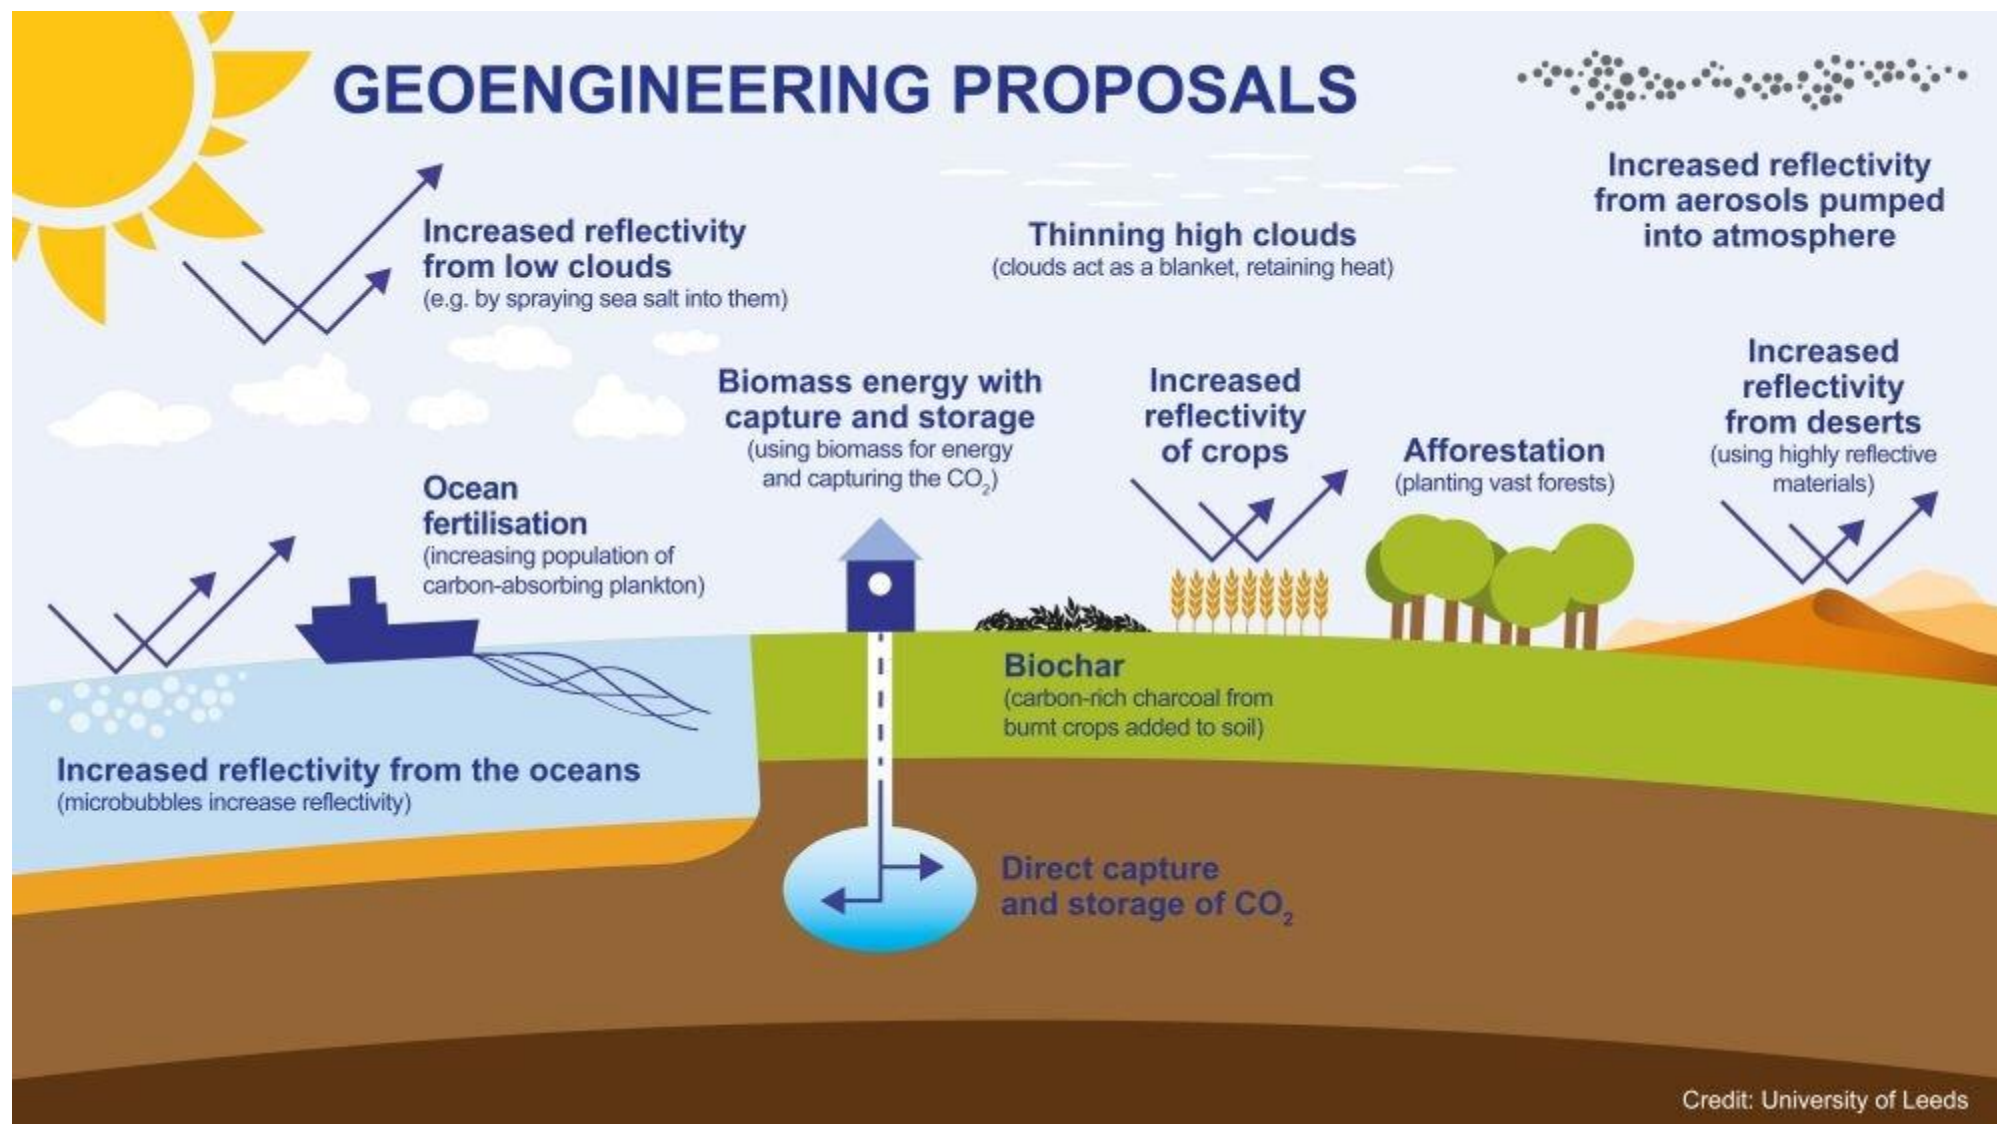 GEOENGINEERING PROPOSALS
Increased reflectivity
from low clouds
(e.g. by spraying sea salt into them)
Thinning high clouds
(clouds act as a blanket, retaining heat)
Increased reflectivity
from aerosols pumped
into atmosphere
Biomass energy with
capture and storage
(using biomass for energy
and capturing the CO₂)
Increased
reflectivity
of crops
Afforestation
(planting vast forests)
Increased
reflectivity
from deserts
(using highly reflective
materials)
Ocean
fertilisation
(increasing population of
carbon-absorbing plankton)
Increased reflectivity from the oceans
(microbubbles increase reflectivity)
Biochar
(carbon-rich charcoal from
burnt crops added to soil)
Direct capture
and storage of CO₂
Credit: University of Leeds